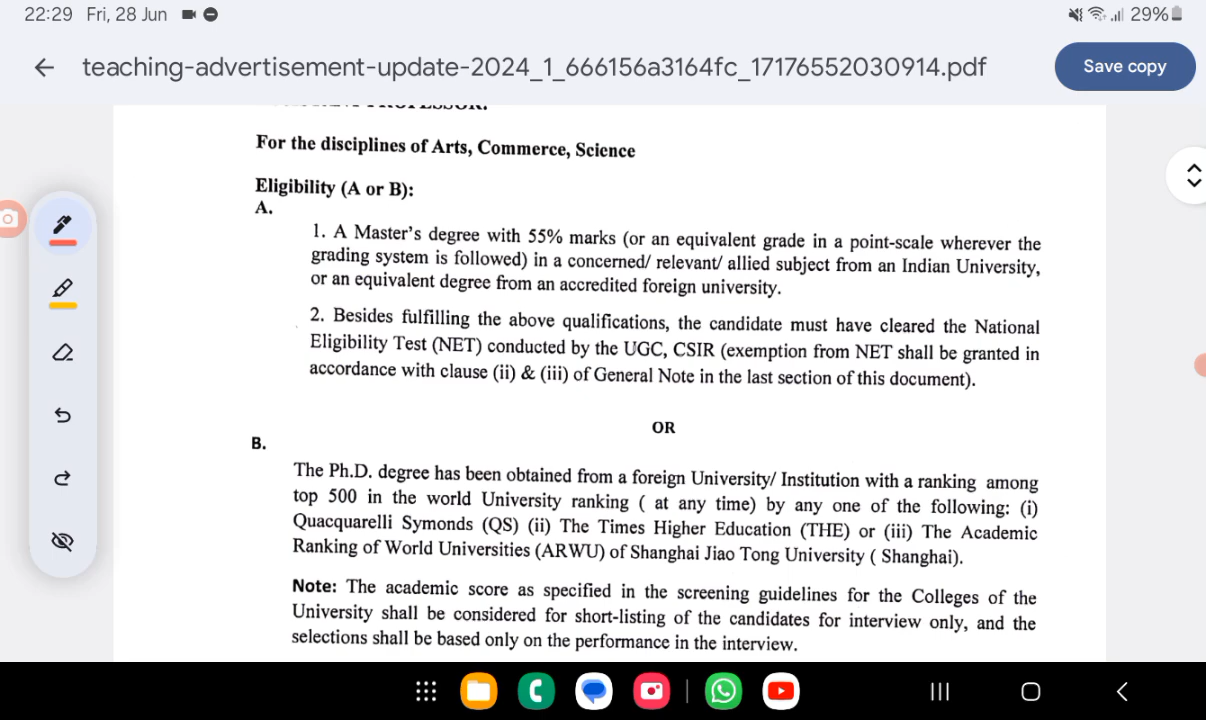 22:29 Fri, 28 Jun
29%
teaching-advertisement-update-2024_1_666156a3164fc_17176552030914.pdf
Save copy
For the disciplines of Arts, Commerce, Science
Eligibility (A or B):
A.
1. A Master's degree with 55% marks (or an equivalent grade in a point-scale wherever the
grading system is followed) in a concerned/ relevant/ allied subject from an Indian University,
or an equivalent degree from an accredited foreign university.
2. Besides fulfilling the above qualifications, the candidate must have cleared the National
Eligibility Test (NET) conducted by the UGC, CSIR (exemption from NET shall be granted in
accordance with clause (ii) & (iii) of General Note in the last section of this document).
OR
B.
The Ph.D. degree has been obtained from a foreign University/ Institution with a ranking among
top 500 in the world University ranking ( at any time) by any one of the following: (i)
Quacquarelli Symonds (QS) (ii) The Times Higher Education (THE) or (iii) The Academic
Ranking of World Universities (ARWU) of Shanghai Jiao Tong University ( Shanghai).
Note: The academic score as specified in the screening guidelines for the Colleges of the
University shall be considered for short-listing of the candidates for interview only, and the
selections shall be based only on the performance in the interview.